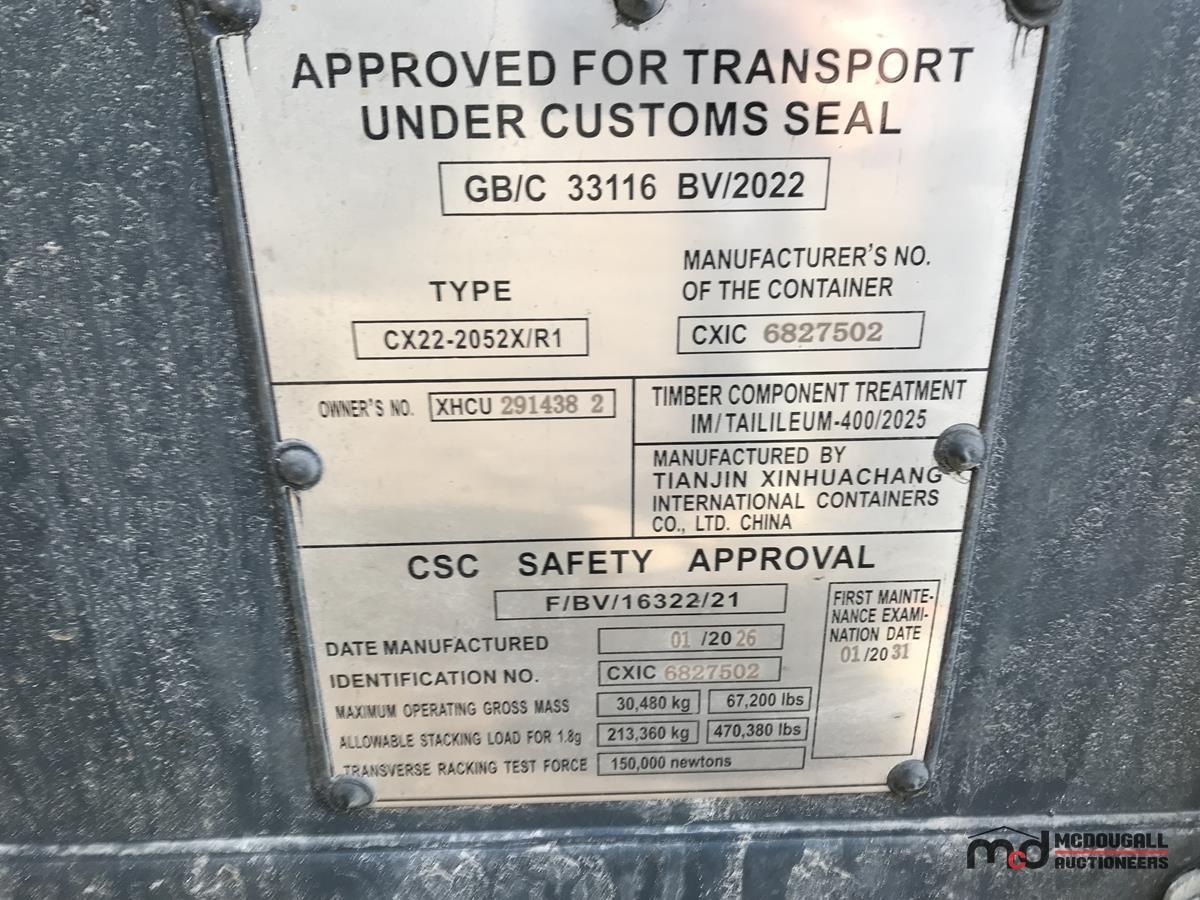 APPROVED FOR TRANSPORT
UNDER CUSTOMS SEAL
GB/C 33116 BV/2022
TYPE
CX22-2052X/R1
MANUFACTURER'S NO.
OF THE CONTAINER
CXIC 6827502
OWNER'S NO. XHCU 291438 2
TIMBER COMPONENT TREATMENT
IM/TAILILEUM-400/2025
MANUFACTURED BY
TIANJIN XINHUACHANG
INTERNATIONAL CONTAINERS
CO., LTD. CHINA
CSC SAFETY APPROVAL
F/BV/16322/21
DATE MANUFACTURED 01/2026
IDENTIFICATION NO. CXIC 6827502
MAXIMUM OPERATING GROSS MASS 30,480 kg 67,200 lbs
ALLOWABLE STACKING LOAD FOR 1.8g 213,360 kg 470,380 lbs
TRANSVERSE RACKING TEST FORCE 150,000 newtons
FIRST MAINTE-
NANCE EXAMI-
NATION DATE
01/2031
mcd MCDOUGALL
AUCTIONEERS